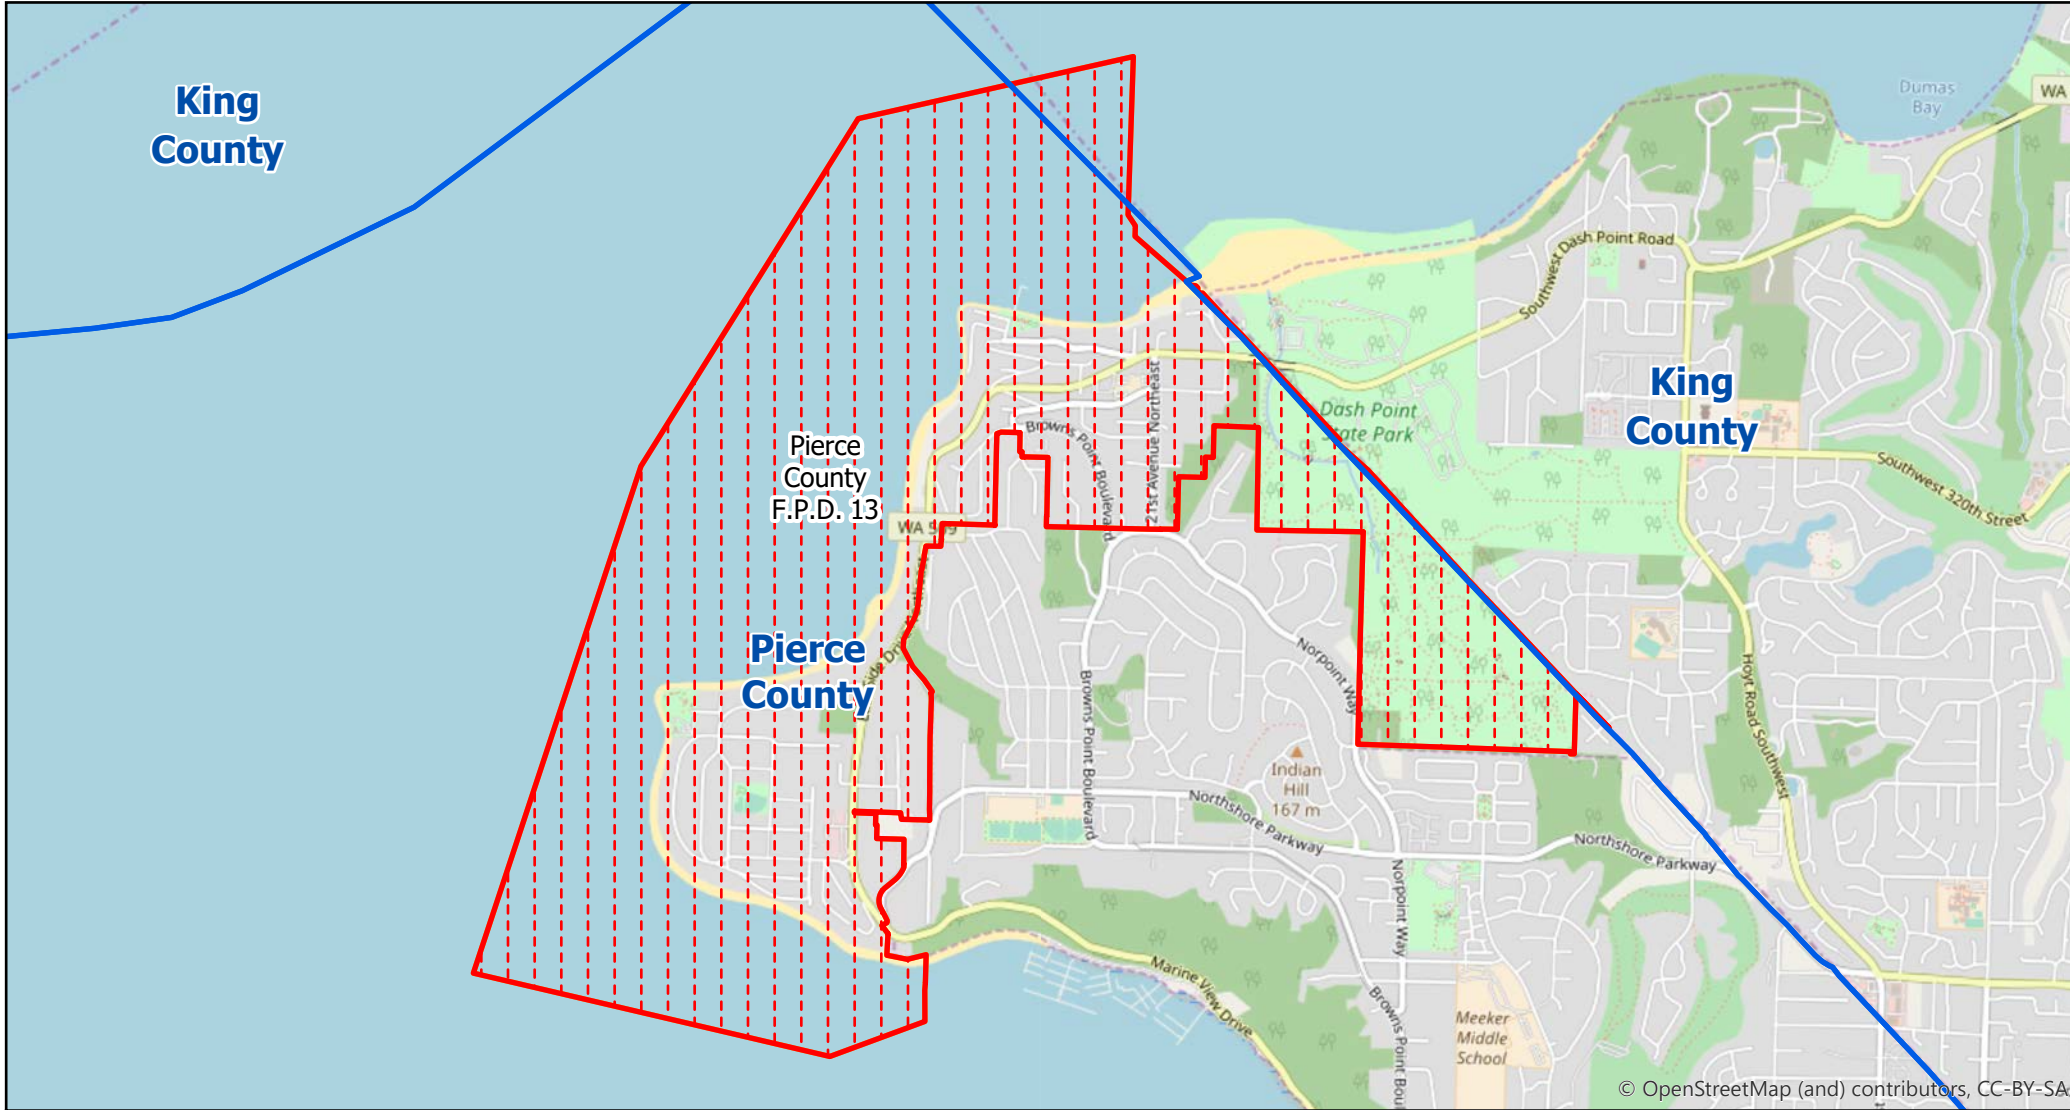 King
County
Dumas
Bay
WA
Southwest Dash Point Road
King
County
Dash Point
State Park
21st Avenue Northeast
Browns Point Boulevard
Pierce
County
F.P.D. 13
Southwest 320th Street
WA 509
Pierce
County
Norpoint Way
Hoyt Road Southwest
Browns Point Boulevard
Indian
Hill
167 m
Northshore Parkway
Northshore Parkway
Norpoint Way
Marine View Drive
Browns Point Boul
Meeker
Middle
School
© OpenStreetMap (and) contributors, CC-BY-SA